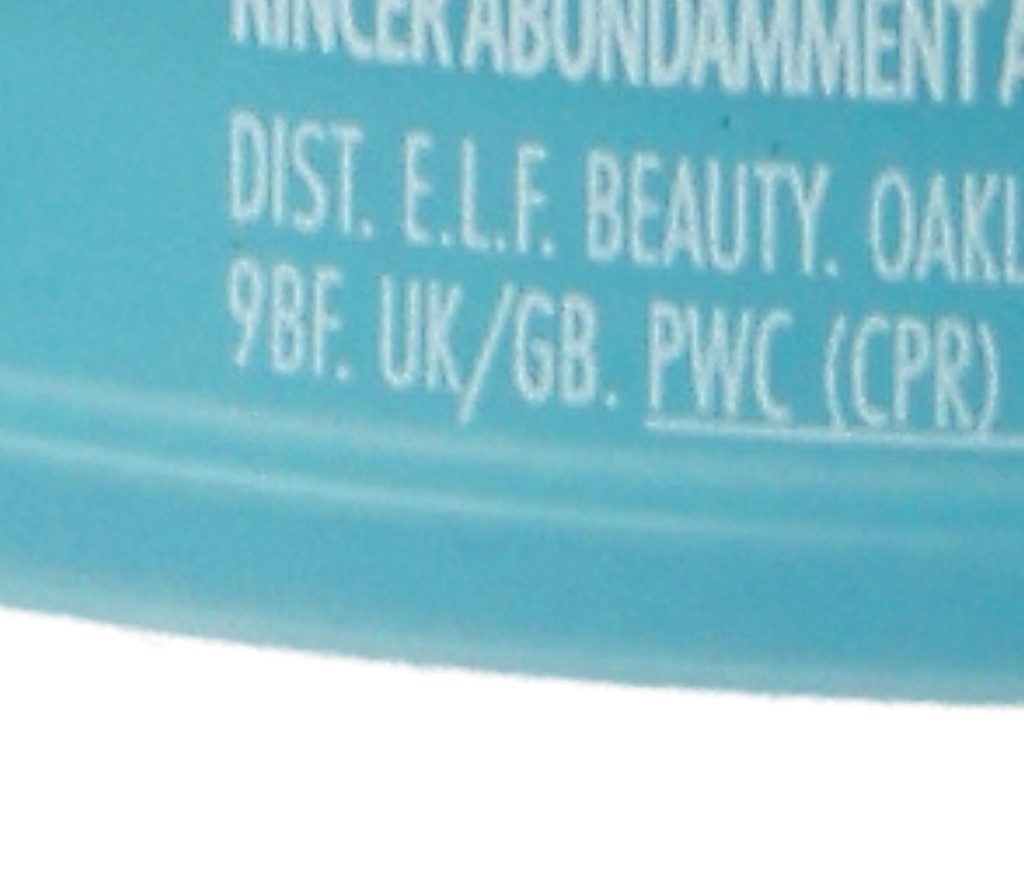 RINCER ABONDAMMENT A
DIST. E.L.F. BEAUTY. OAKL
9BF. UK/GB. PWC (CPR)